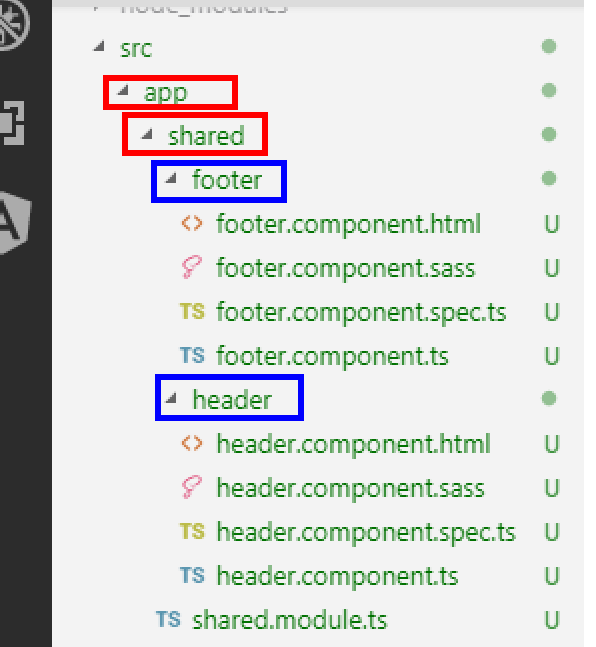 node_modules
src
app
shared
footer
<> footer.component.html U
footer.component.sass U
TS footer.component.spec.ts U
TS footer.component.ts U
header
<> header.component.html U
header.component.sass U
TS header.component.spec.ts U
TS header.component.ts U
TS shared.module.ts U